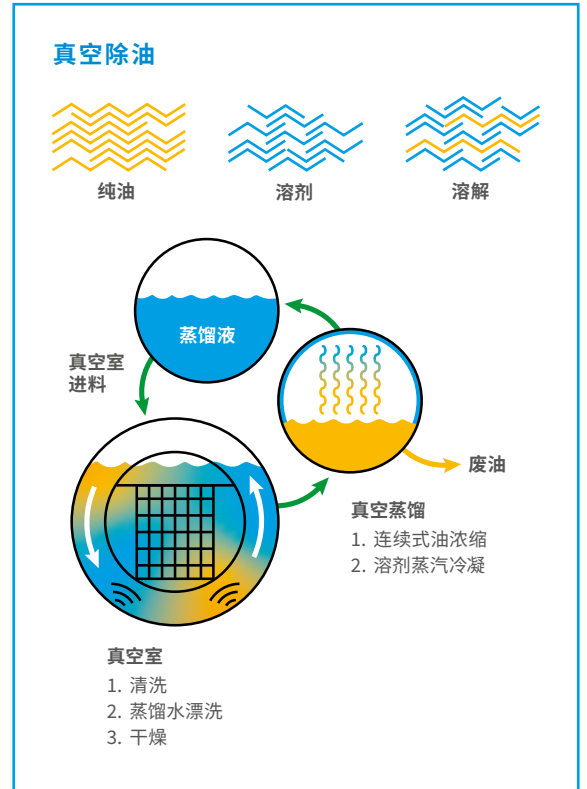 真空除油
纯油
溶剂
溶解
蒸馏液
真空室
进料
废油
真空蒸馏
1. 连续式油浓缩
2. 溶剂蒸汽冷凝
真空室
1. 清洗
2. 蒸馏水漂洗
3. 干燥